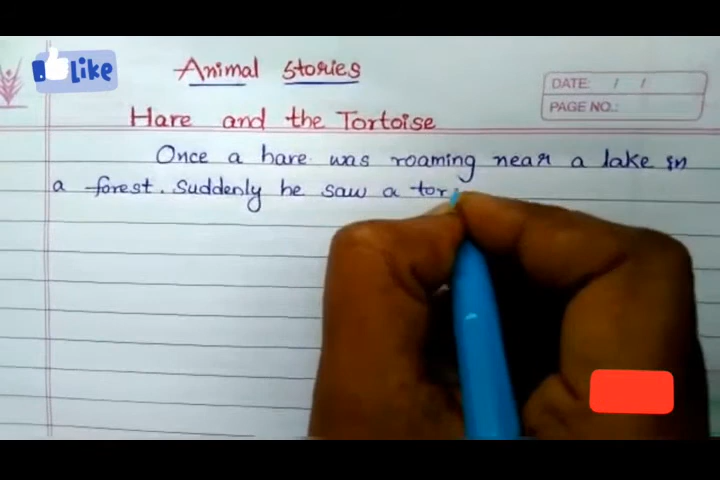 Like
Animal Stories
DATE: / /
PAGE NO.:
Hare and the Tortoise
Once a hare was roaming near a lake in
a forest. Suddenly he saw a tor